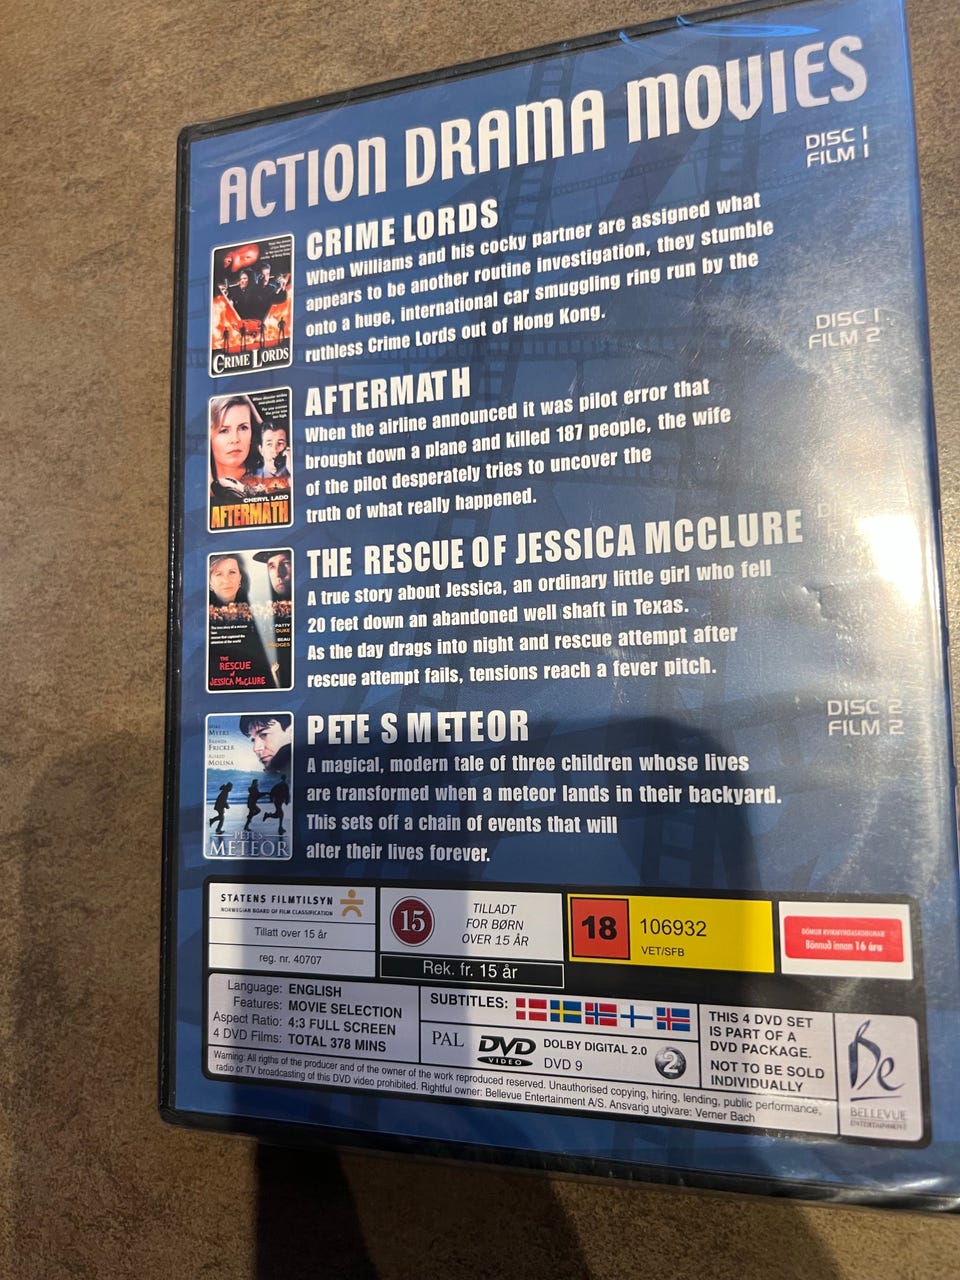 ACTION DRAMA MOVIES
DISC 1
FILM 1
CRIME LORDS
When Williams and his cocky partner are assigned what
appears to be another routine investigation, they stumble
onto a huge, international car smuggling ring run by the
ruthless Crime Lords out of Hong Kong.
CRIME LORDS
DISC 1
FILM 2
AFTERMATH
When the airline announced it was pilot error that
brought down a plane and killed 187 people, the wife
of the pilot desperately tries to uncover the
truth of what really happened.
CHERYL LADD
AFTERMATH
THE RESCUE OF JESSICA MCCLURE
A true story about Jessica, an ordinary little girl who fell
20 feet down an abandoned well shaft in Texas.
As the day drags into night and rescue attempt after
rescue attempt fails, tensions reach a fever pitch.
PATTY
DUKE
BEAU
THE
RESCUE
of
JESSICA McCLURE
DISC 2
FILM 2
PETE S METEOR
A magical, modern tale of three children whose lives
are transformed when a meteor lands in their backyard.
This sets off a chain of events that will
alter their lives forever.
MYERS
BRENDA
FRICKER
ALFRED
MOLINA
PETE'S
METEOR
STATENS FILMTILSYN
NORWEGIAN BOARD OF FILM CLASSIFICATION
Tillatt over 15 år
reg. nr. 40707
15
TILLADT
FOR BØRN
OVER 15 ÅR
Rek. fr. 15 år
18
106932
VET/SFB
Bönnuð innan 16 ára
Language: ENGLISH
Features: MOVIE SELECTION
Aspect Ratio: 4:3 FULL SCREEN
4 DVD Films: TOTAL 378 MINS
SUBTITLES:
PAL
DVD
VIDEO
DOLBY DIGITAL 2.0
DVD 9
2
THIS 4 DVD SET
IS PART OF A
DVD PACKAGE.
NOT TO BE SOLD
INDIVIDUALLY
Be
BELLEVUE
ENTERTAINMENT
Warning: All rigths of the producer and of the owner of the work reproduced reserved. Unauthorised copying, hiring, lending, public performance,
radio or TV broadcasting of this DVD video prohibited. Rightful owner: Bellevue Entertainment A/S. Ansvarig utgivare: Verner Bach